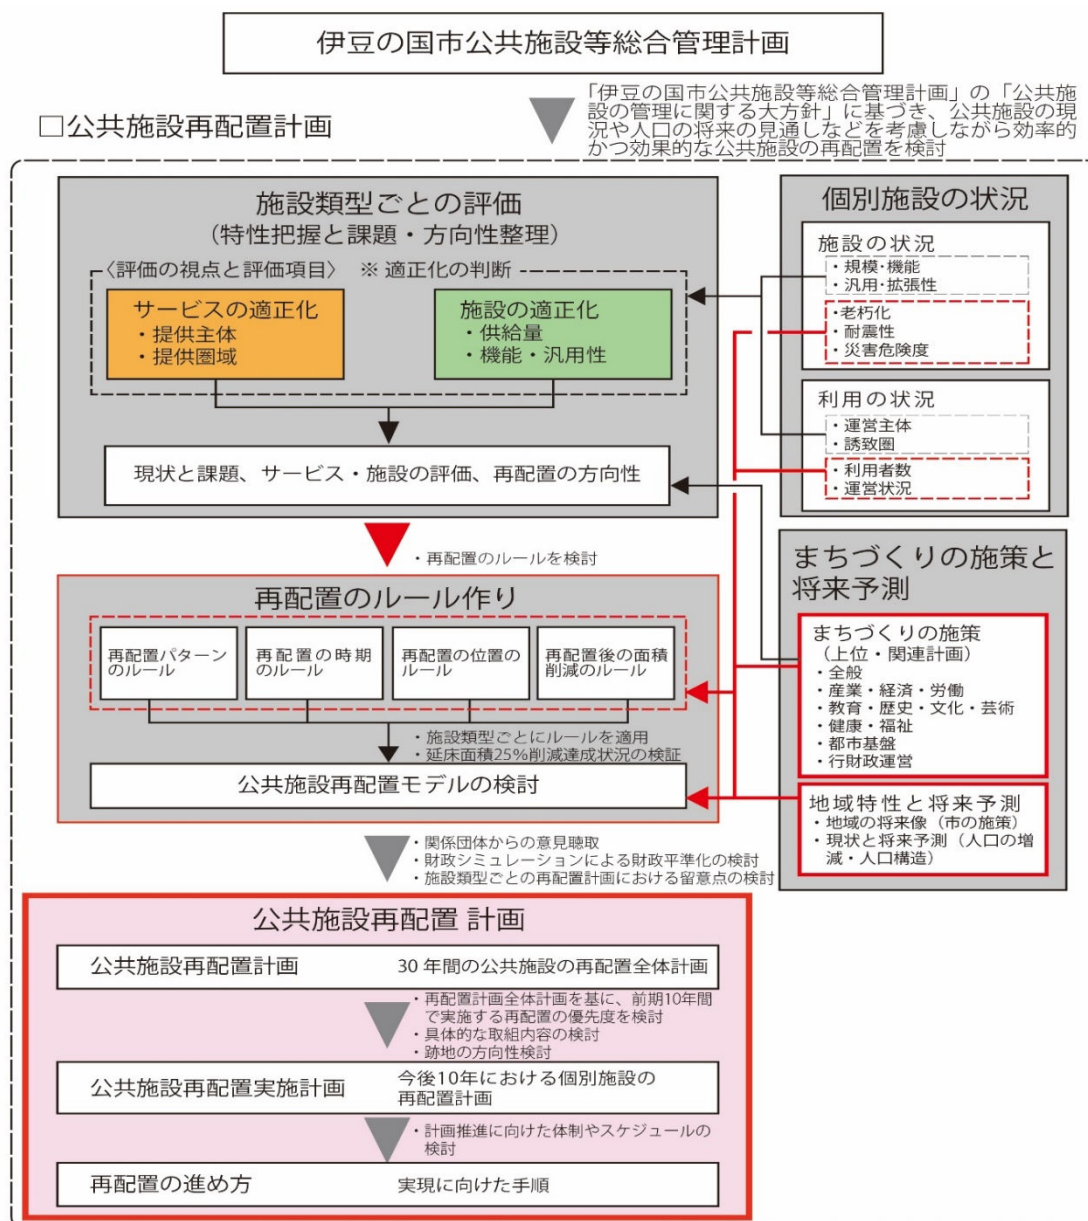 伊豆の国市公共施設等総合管理計画
「伊豆の国市公共施設等総合管理計画」の「公共施
設の管理に関する大方針」に基づき、公共施設の現
況や人口の将来の見通しなどを考慮しながら効率的
かつ効果的な公共施設の再配置を検討
□公共施設再配置計画
施設類型ごとの評価
(特性把握と課題・方向性整理)
〈評価の視点と評価項目〉 ※ 適正化の判断
サービスの適正化
・提供主体
・提供圏域
施設の適正化
・供給量
・機能・汎用性
現状と課題、サービス・施設の評価、再配置の方向性
個別施設の状況
施設の状況
・規模・機能
・汎用・拡張性
・老朽化
・耐震性
・災害危険度
利用の状況
・運営主体
・誘致圏
・利用者数
・運営状況
・再配置のルールを検討
まちづくりの施策と
将来予測
まちづくりの施策
(上位・関連計画)
・全般
・産業・経済・労働
・教育・歴史・文化・芸術
・健康・福祉
・都市基盤
・行財政運営
地域特性と将来予測
・地域の将来像（市の施策）
・現状と将来予測（人口の増
減・人口構造）
再配置のルール作り
再配置パターン
のルール
再配置の時期の
ルール
再配置の位置の
ルール
再配置後の面積
削減のルール
・施設類型ごとにルールを適用
・延床面積25%削減達成状況の検証
公共施設再配置モデルの検討
・関係団体からの意見聴取
・財政シミュレーションによる財政平準化の検討
・施設類型ごとの再配置計画における留意点の検討
公共施設再配置 計画
公共施設再配置計画 30 年間の公共施設の再配置全体計画
・再配置計画全体計画を基に、前期10年間
で実施する再配置の優先度を検討
・具体的な取組内容の検討
・跡地の方向性検討
公共施設再配置実施計画 今後10年における個別施設の
再配置計画
・計画推進に向けた体制やスケジュールの
検討
再配置の進め方 実現に向けた手順